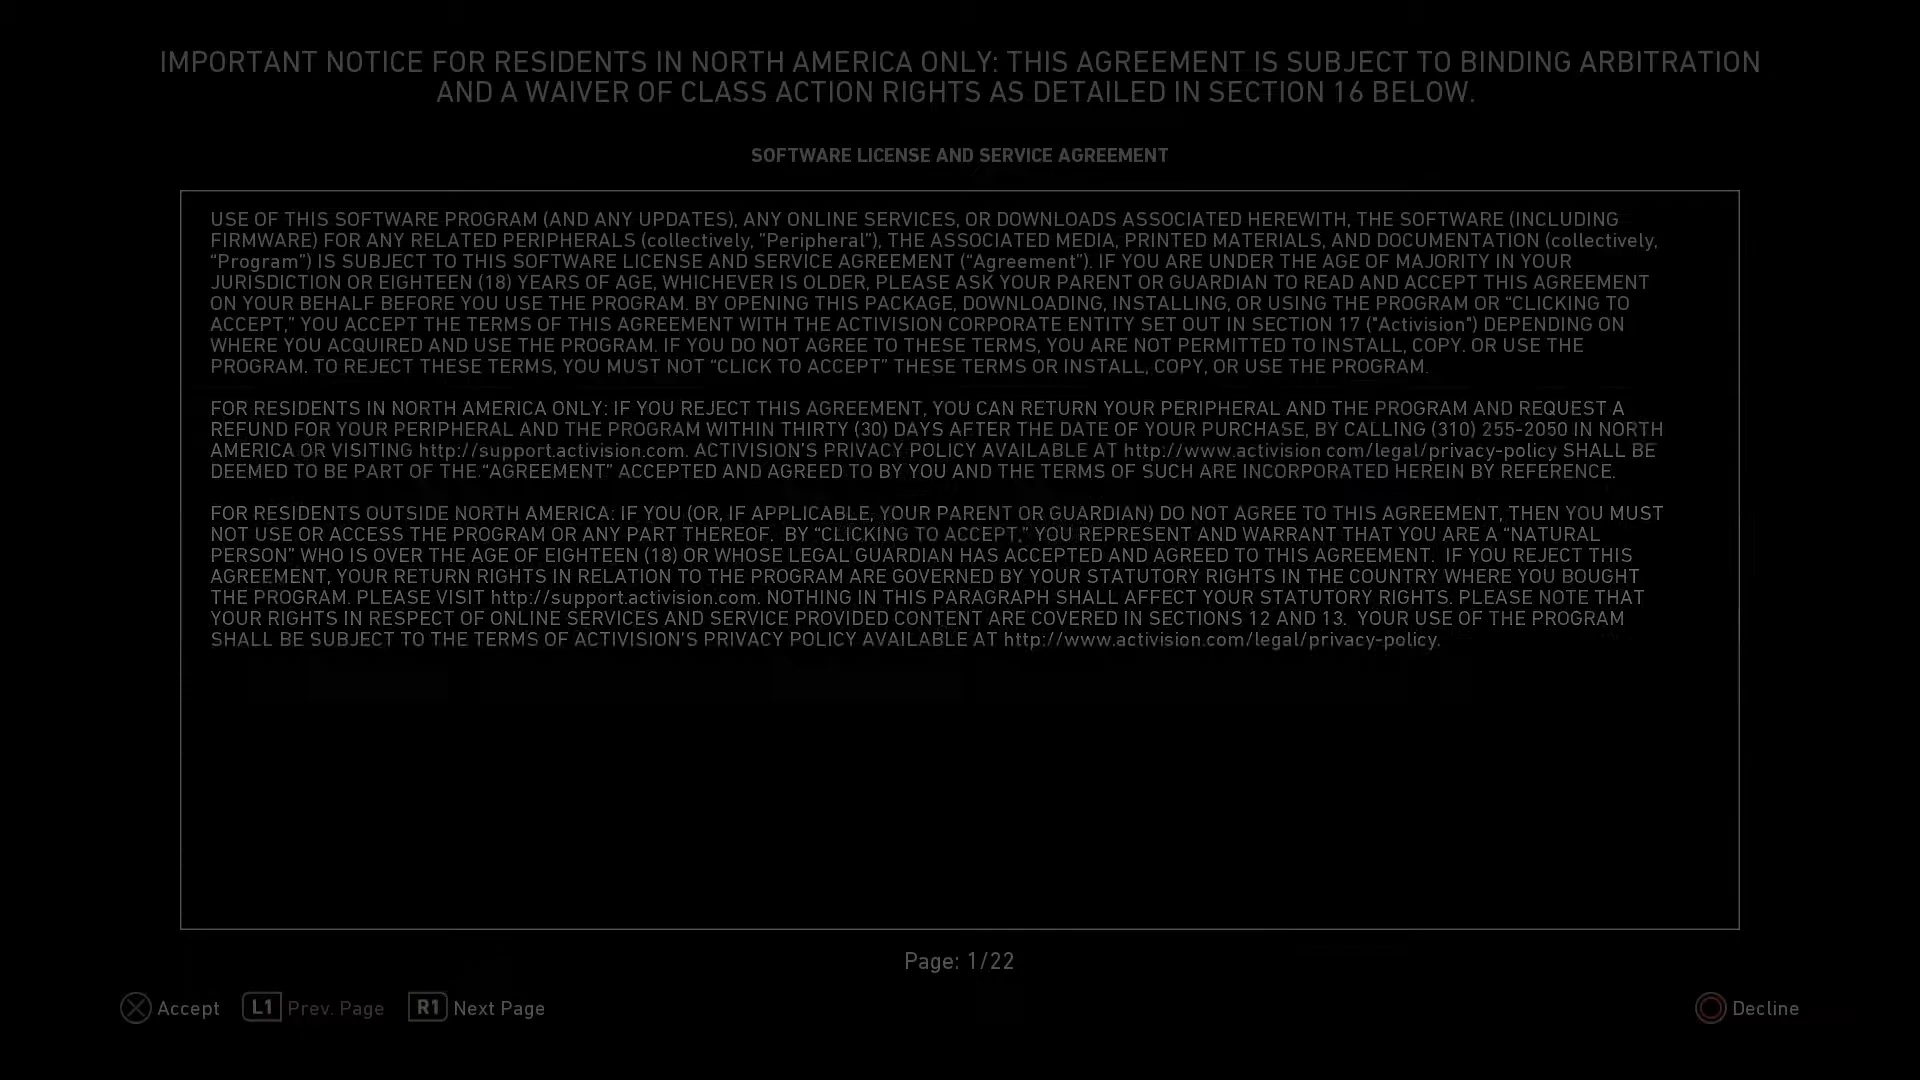 IMPORTANT NOTICE FOR RESIDENTS IN NORTH AMERICA ONLY: THIS AGREEMENT IS SUBJECT TO BINDING ARBITRATION
AND A WAIVER OF CLASS ACTION RIGHTS AS DETAILED IN SECTION 16 BELOW.
SOFTWARE LICENSE AND SERVICE AGREEMENT
USE OF THIS SOFTWARE PROGRAM (AND ANY UPDATES), ANY ONLINE SERVICES, OR DOWNLOADS ASSOCIATED HEREWITH, THE SOFTWARE (INCLUDING
FIRMWARE) FOR ANY RELATED PERIPHERALS (collectively, "Peripheral"), THE ASSOCIATED MEDIA, PRINTED MATERIALS, AND DOCUMENTATION (collectively,
“Program”) IS SUBJECT TO THIS SOFTWARE LICENSE AND SERVICE AGREEMENT (“Agreement”). IF YOU ARE UNDER THE AGE OF MAJORITY IN YOUR
JURISDICTION OR EIGHTEEN (18) YEARS OF AGE, WHICHEVER IS OLDER, PLEASE ASK YOUR PARENT OR GUARDIAN TO READ AND ACCEPT THIS AGREEMENT
ON YOUR BEHALF BEFORE YOU USE THE PROGRAM. BY OPENING THIS PACKAGE, DOWNLOADING, INSTALLING, OR USING THE PROGRAM OR “CLICKING TO
ACCEPT,” YOU ACCEPT THE TERMS OF THIS AGREEMENT WITH THE ACTIVISION CORPORATE ENTITY SET OUT IN SECTION 17 ("Activision") DEPENDING ON
WHERE YOU ACQUIRED AND USE THE PROGRAM. IF YOU DO NOT AGREE TO THESE TERMS, YOU ARE NOT PERMITTED TO INSTALL, COPY. OR USE THE
PROGRAM. TO REJECT THESE TERMS, YOU MUST NOT “CLICK TO ACCEPT” THESE TERMS OR INSTALL, COPY, OR USE THE PROGRAM.
FOR RESIDENTS IN NORTH AMERICA ONLY: IF YOU REJECT THIS AGREEMENT, YOU CAN RETURN YOUR PERIPHERAL AND THE PROGRAM AND REQUEST A
REFUND FOR YOUR PERIPHERAL AND THE PROGRAM WITHIN THIRTY (30) DAYS AFTER THE DATE OF YOUR PURCHASE, BY CALLING (310) 255-2050 IN NORTH
AMERICA OR VISITING http://support.activision.com. ACTIVISION'S PRIVACY POLICY AVAILABLE AT http://www.activision.com/legal/privacy-policy SHALL BE
DEEMED TO BE PART OF THE “AGREEMENT” ACCEPTED AND AGREED TO BY YOU AND THE TERMS OF SUCH ARE INCORPORATED HEREIN BY REFERENCE.
FOR RESIDENTS OUTSIDE NORTH AMERICA: IF YOU (OR, IF APPLICABLE, YOUR PARENT OR GUARDIAN) DO NOT AGREE TO THIS AGREEMENT, THEN YOU MUST
NOT USE OR ACCESS THE PROGRAM OR ANY PART THEREOF.  BY “CLICKING TO ACCEPT,” YOU REPRESENT AND WARRANT THAT YOU ARE A “NATURAL
PERSON” WHO IS OVER THE AGE OF EIGHTEEN (18) OR WHOSE LEGAL GUARDIAN HAS ACCEPTED AND AGREED TO THIS AGREEMENT.  IF YOU REJECT THIS
AGREEMENT, YOUR RETURN RIGHTS IN RELATION TO THE PROGRAM ARE GOVERNED BY YOUR STATUTORY RIGHTS IN THE COUNTRY WHERE YOU BOUGHT
THE PROGRAM. PLEASE VISIT http://support.activision.com. NOTHING IN THIS PARAGRAPH SHALL AFFECT YOUR STATUTORY RIGHTS. PLEASE NOTE THAT
YOUR RIGHTS IN RESPECT OF ONLINE SERVICES AND SERVICE PROVIDED CONTENT ARE COVERED IN SECTIONS 12 AND 13.  YOUR USE OF THE PROGRAM
SHALL BE SUBJECT TO THE TERMS OF ACTIVISION'S PRIVACY POLICY AVAILABLE AT http://www.activision.com/legal/privacy-policy.
Page: 1/22
Accept L1 Prev. Page R1 Next Page Decline